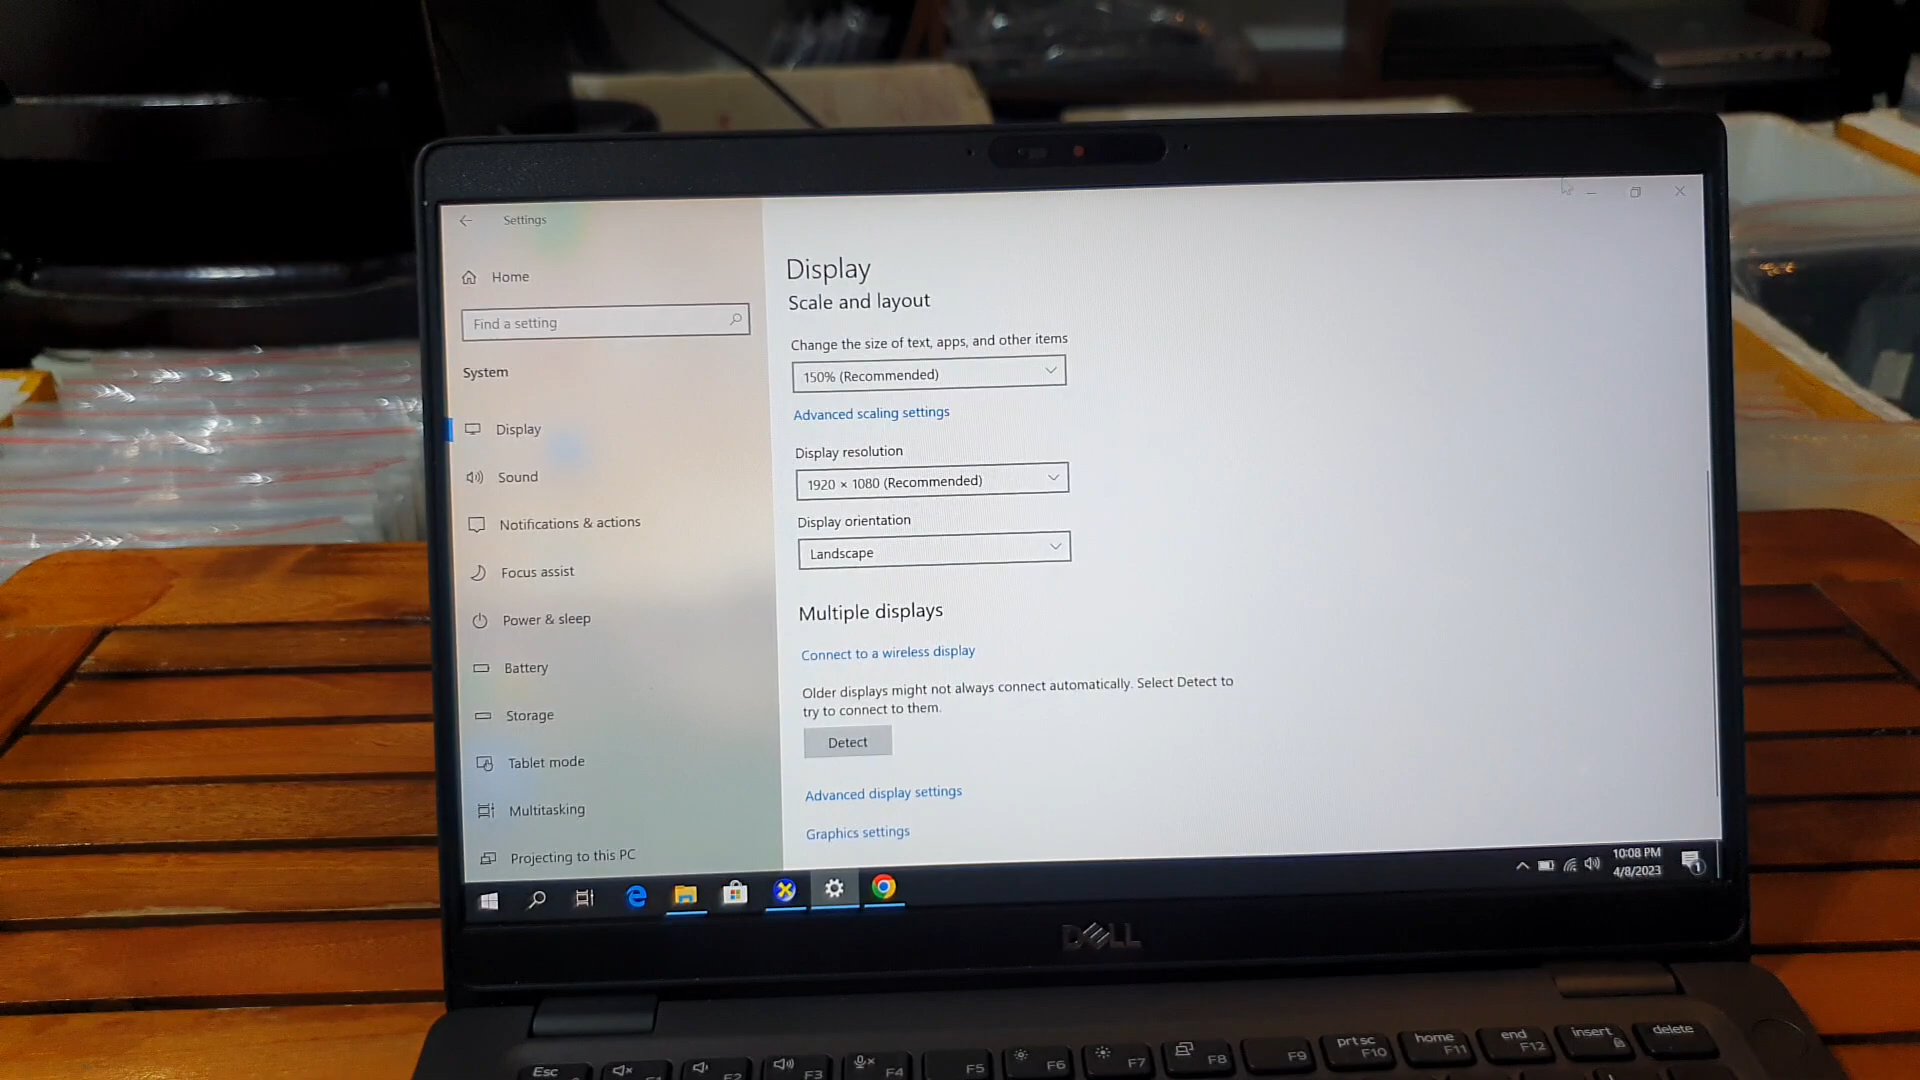 Settings
Home
Find a setting
System
Display
Sound
Notifications & actions
Focus assist
Power & sleep
Battery
Storage
Tablet mode
Multitasking
Projecting to this PC
Display
Scale and layout
Change the size of text, apps, and other items
150% (Recommended)
Advanced scaling settings
Display resolution
1920 × 1080 (Recommended)
Display orientation
Landscape
Multiple displays
Connect to a wireless display
Older displays might not always connect automatically. Select Detect to
try to connect to them.
Detect
Advanced display settings
Graphics settings
10:08 PM
4/8/2023
1
DELL
Esc
F2
F3
F4
F5
F6
F7
F8
F9
prt sc
F10
home
F11
end
F12
insert
delete